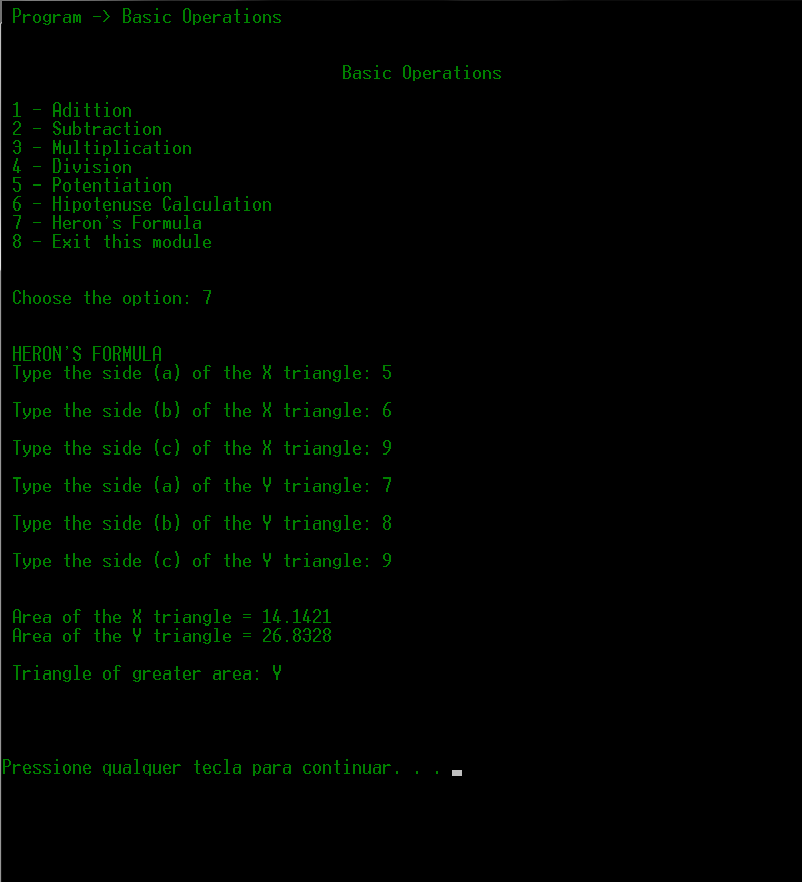 Program -> Basic Operations
Basic Operations
1 - Adittion
2 - Subtraction
3 - Multiplication
4 - Division
5 - Potentiation
6 - Hipotenuse Calculation
7 - Heron's Formula
8 - Exit this module
Choose the option: 7
HERON'S FORMULA
Type the side (a) of the X triangle: 5
Type the side (b) of the X triangle: 6
Type the side (c) of the X triangle: 9
Type the side (a) of the Y triangle: 7
Type the side (b) of the Y triangle: 8
Type the side (c) of the Y triangle: 9
Area of the X triangle = 14.1421
Area of the Y triangle = 26.8328
Triangle of greater area: Y
Pressione qualquer tecla para continuar. . .